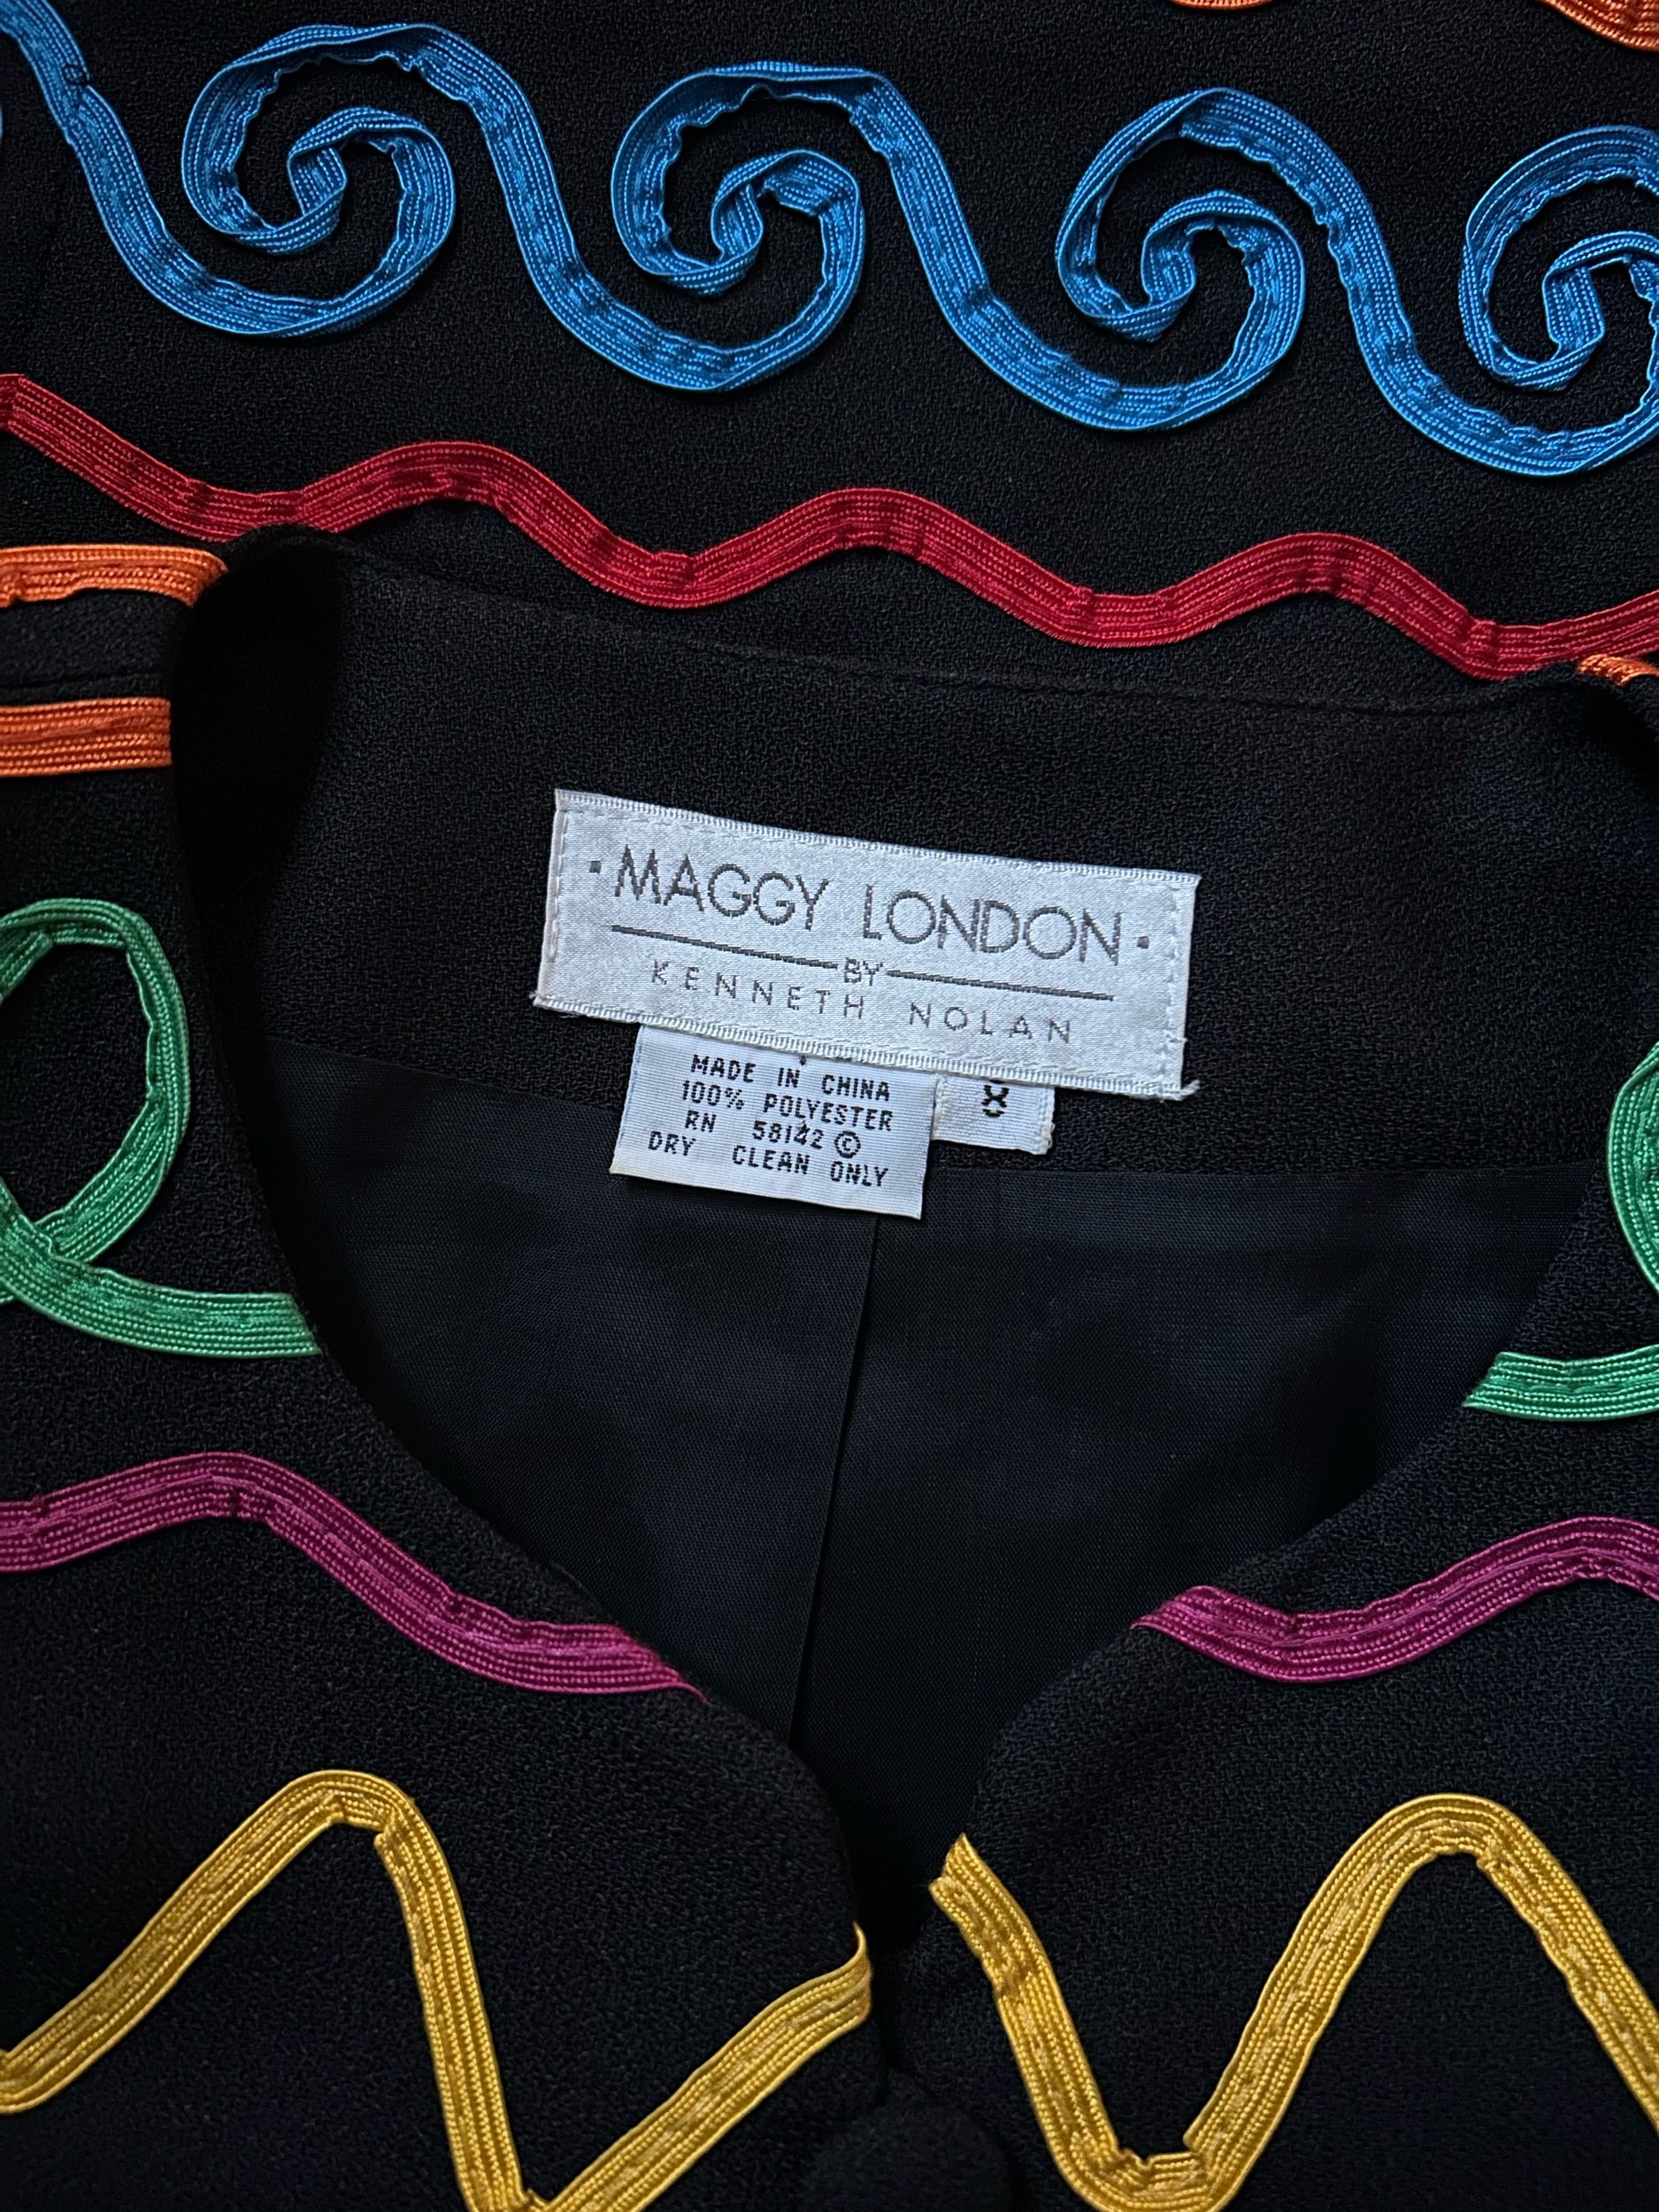 · MAGGY LONDON ·
BY
KENNETH NOLAN
MADE IN CHINA
100% POLYESTER
RN 58142 ©
DRY CLEAN ONLY
8